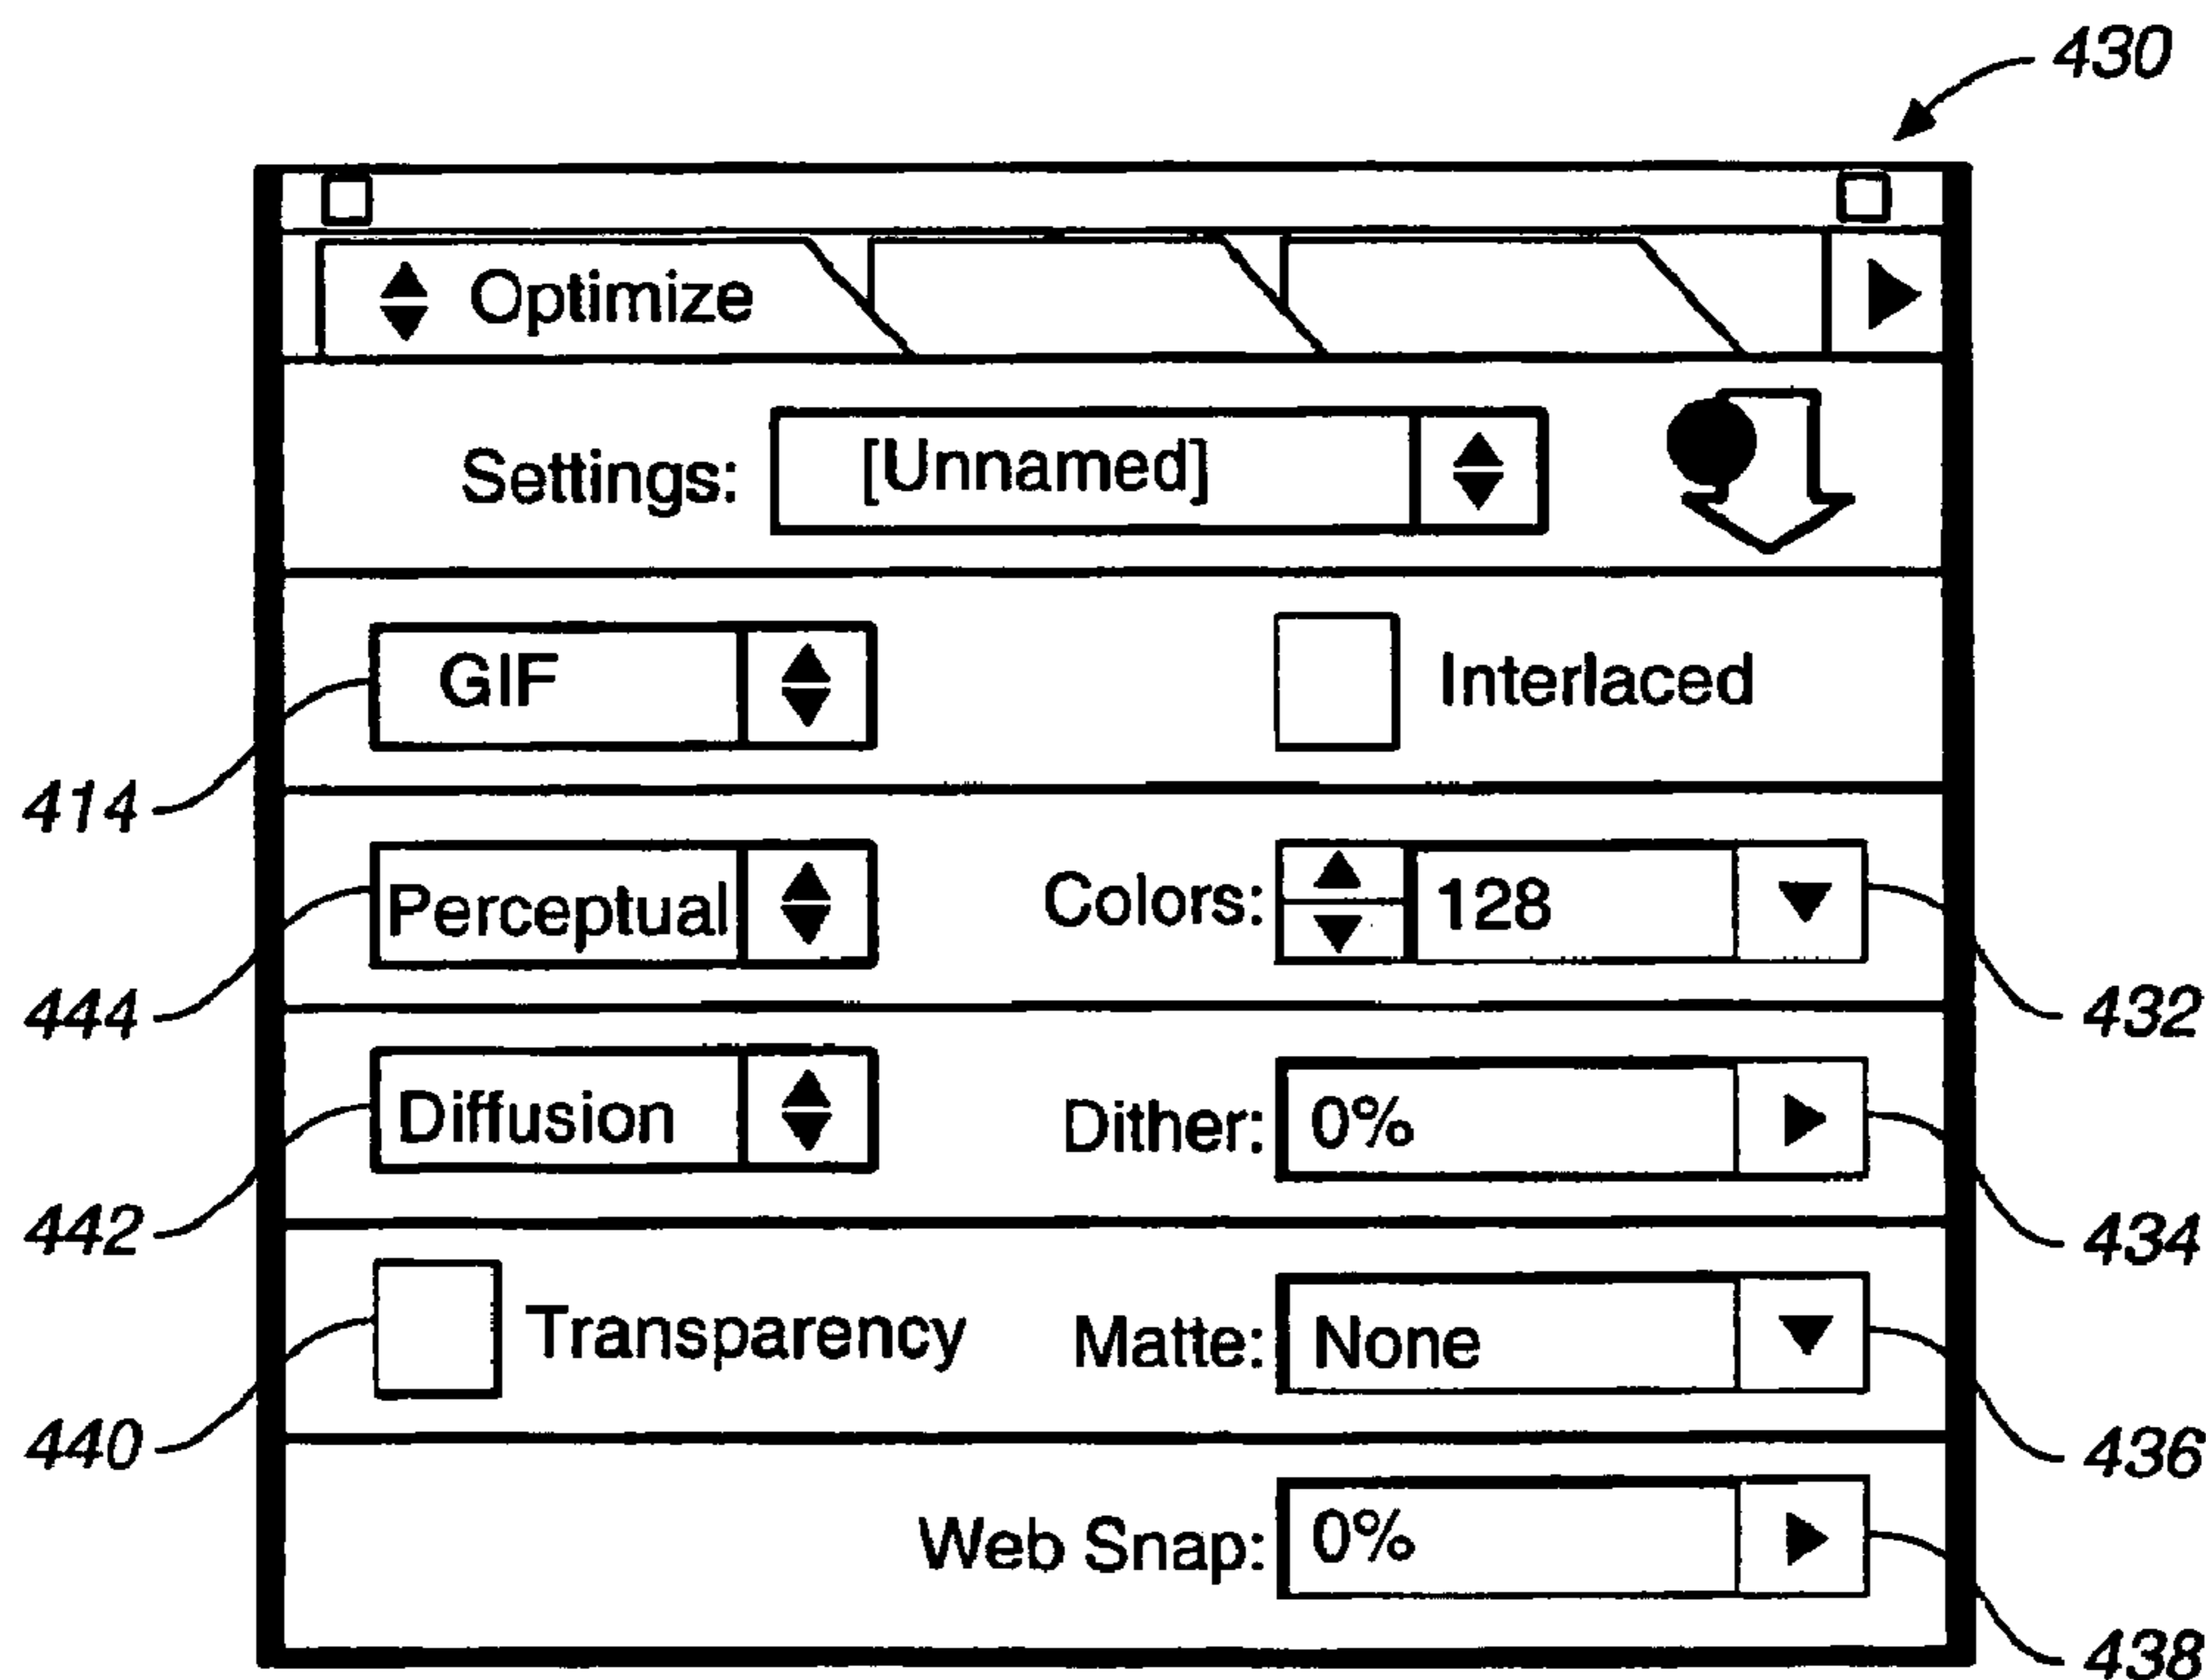 430
Optimize
Settings: [Unnamed]
GIF Interlaced
414
Perceptual Colors: 128
444 432
Diffusion Dither: 0%
442 434
Transparency Matte: None
440 436
Web Snap: 0%
438